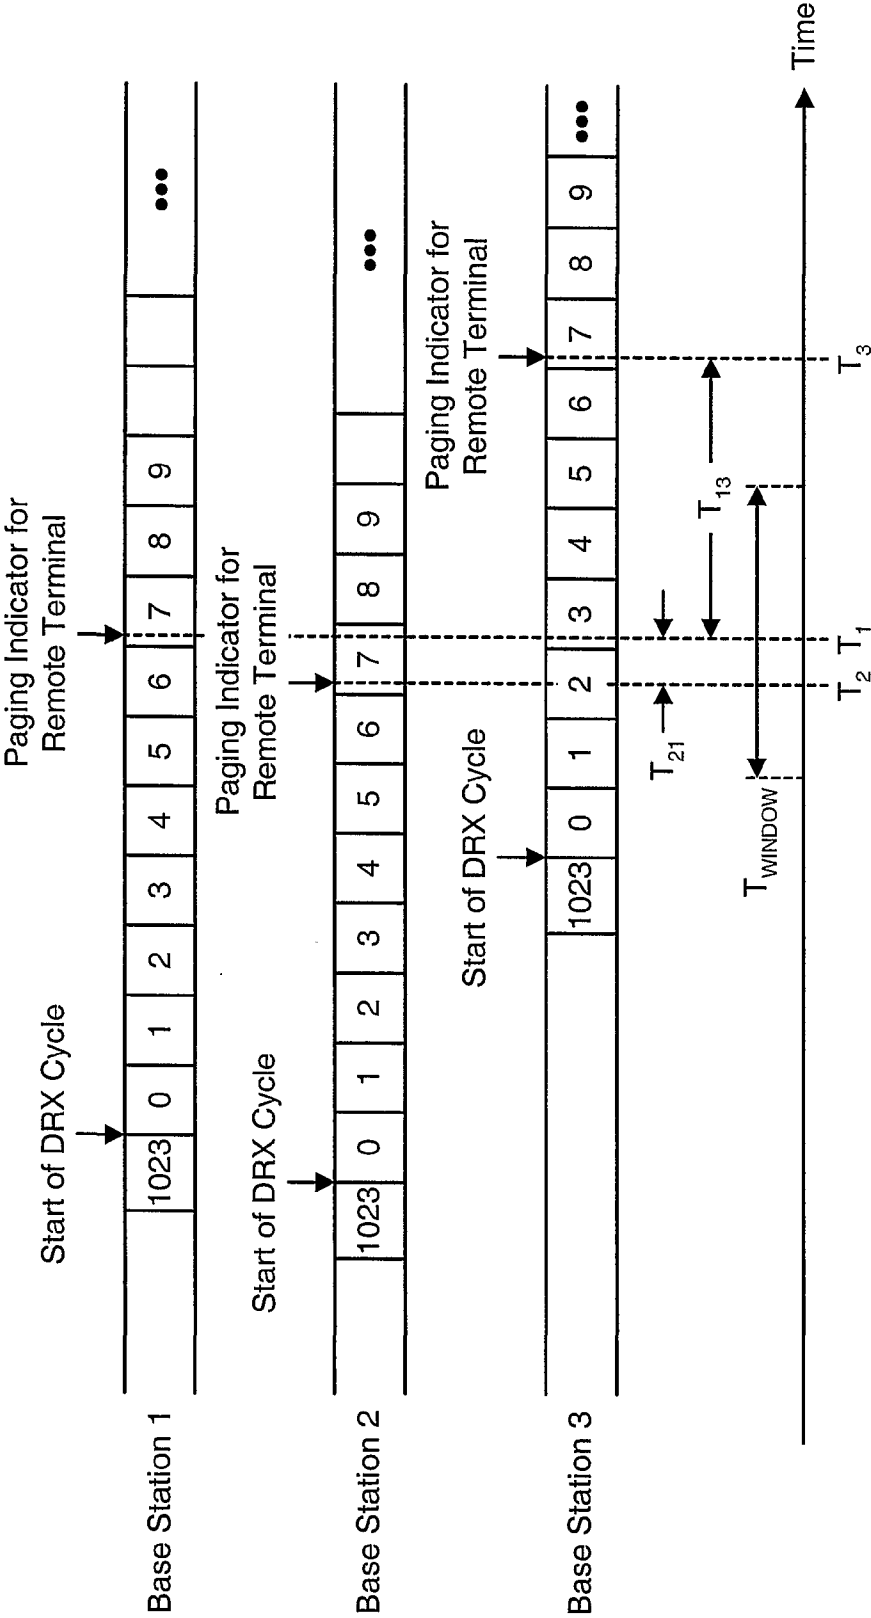 Paging Indicator for
Remote Terminal
Start of DRX Cycle
Base Station 1
1023 0 1 2 3 4 5 6 7 8 9 •••
Paging Indicator for
Remote Terminal
Start of DRX Cycle
Base Station 2
1023 0 1 2 3 4 5 6 7 8 9 •••
Paging Indicator for
Remote Terminal
Start of DRX Cycle
Base Station 3
1023 0 1 2 3 4 5 6 7 8 9 •••
T21
T13
TWINDOW
Time
T2 T1 T3